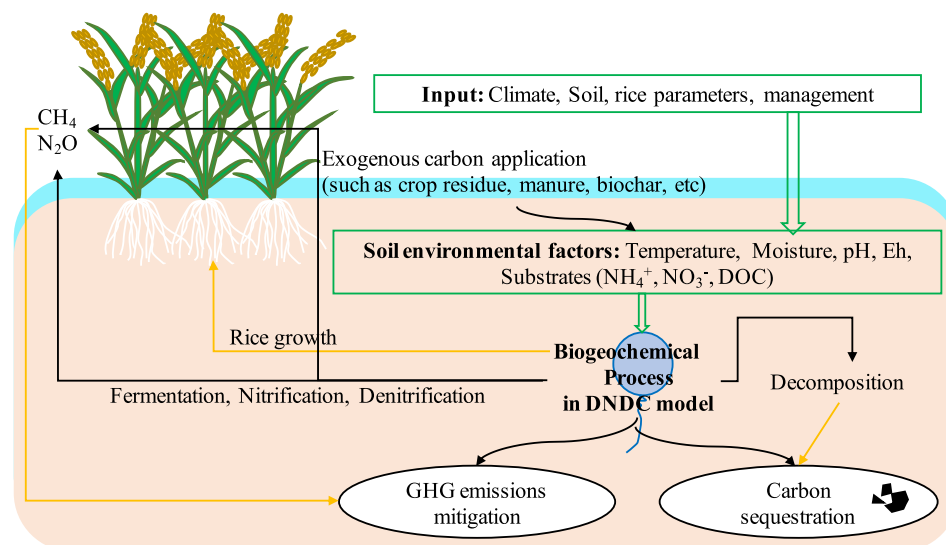 Input: Climate, Soil, rice parameters, management
CH₄
N₂O
Exogenous carbon application
(such as crop residue, manure, biochar, etc)
Soil environmental factors: Temperature, Moisture, pH, Eh,
Substrates (NH₄⁺, NO₃⁻, DOC)
Rice growth
Biogeochemical
Process
in DNDC model
Decomposition
Fermentation, Nitrification, Denitrification
GHG emissions
mitigation
Carbon
sequestration